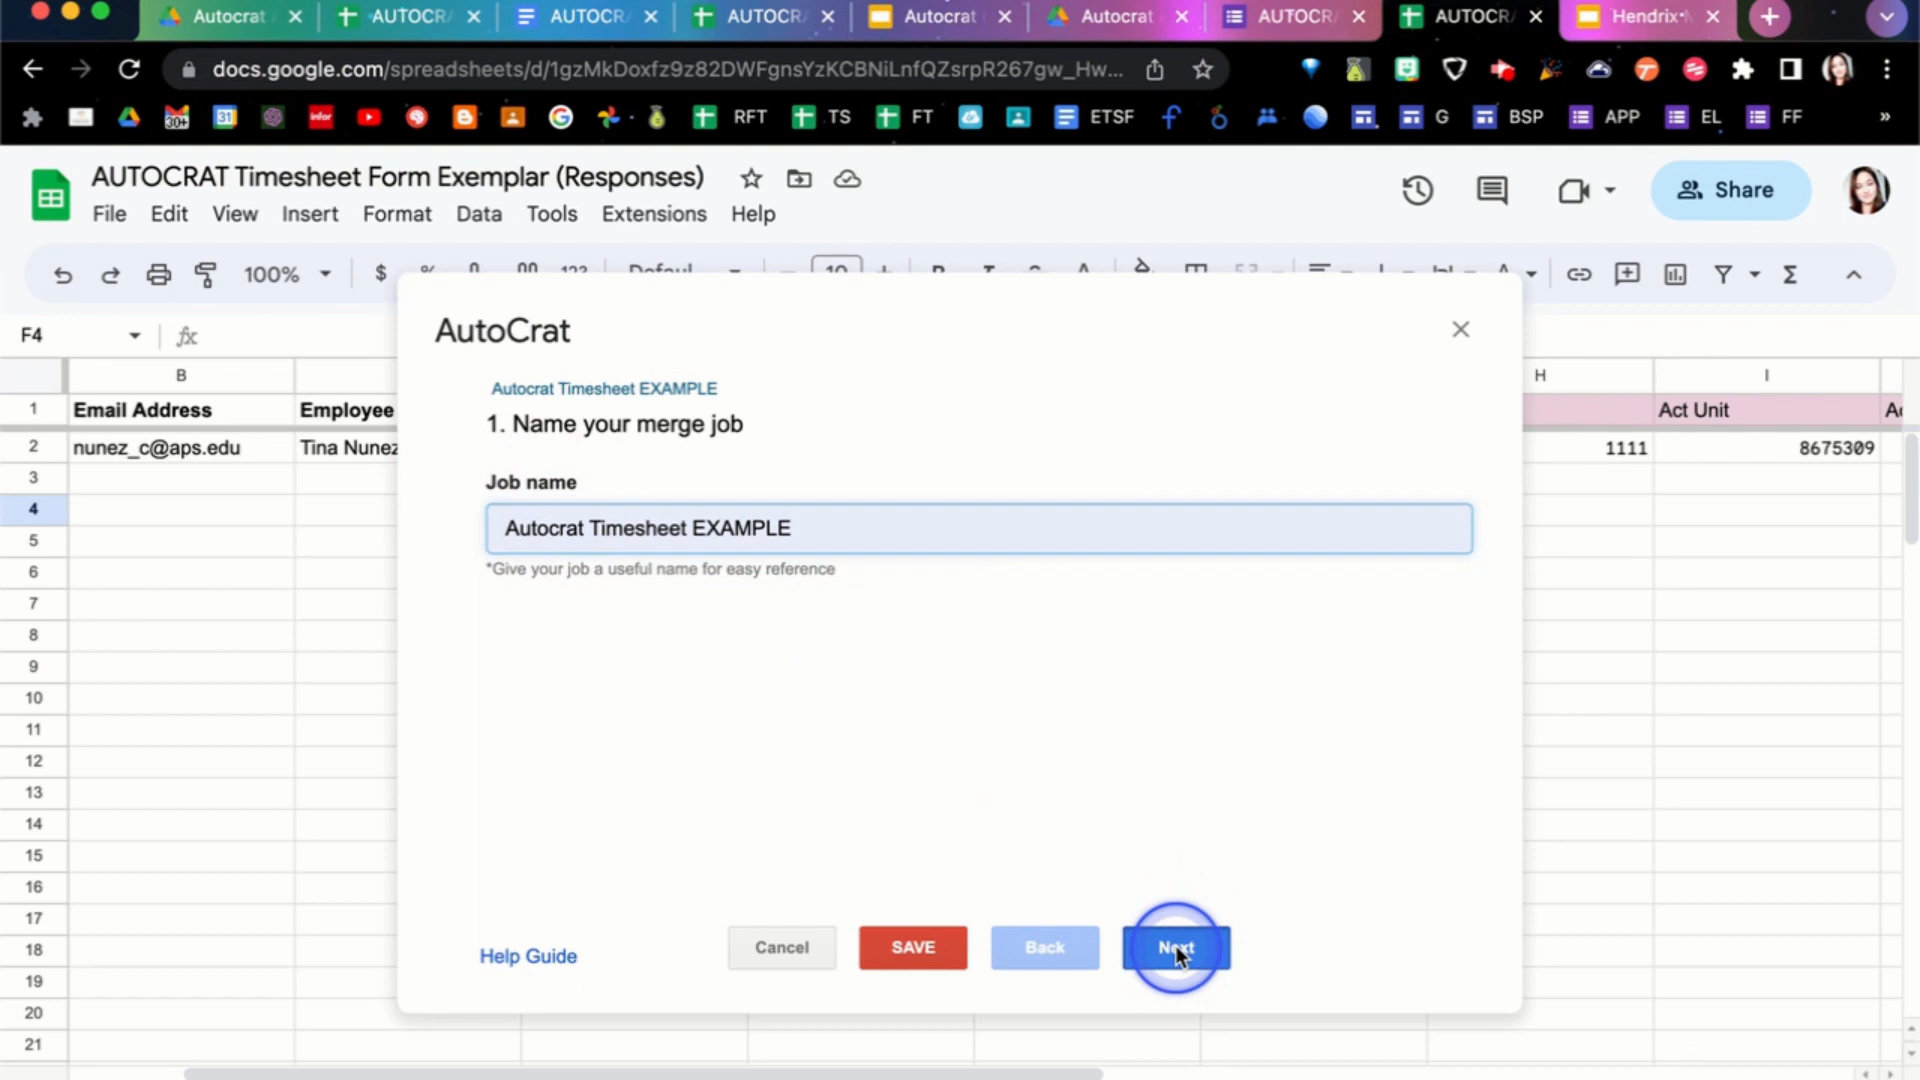 Autocrat
AUTOCR
AUTOCR
AUTOCR
Autocrat
Autocrat
AUTOCR
AUTOCR
Hendrix
docs.google.com/spreadsheets/d/1gzMkDoxfz9z82DWFgnsYzKCBNiLnfQZsrpR267gw_Hw...
30+
31
infor
RFT
TS
FT
ETSF
G
BSP
APP
EL
FF
»
AUTOCRAT Timesheet Form Exemplar (Responses)
File Edit View Insert Format Data Tools Extensions Help
Share
100%
$
F4
fx
B
H
I
1 Email Address Employee Act Unit
2 nunez_c@aps.edu Tina Nunez 1111 8675309
3
4
5
6
7
8
9
10
11
12
13
14
15
16
17
18
19
20
21
AutoCrat
Autocrat Timesheet EXAMPLE
1. Name your merge job
Job name
Autocrat Timesheet EXAMPLE
*Give your job a useful name for easy reference
Help Guide
Cancel
SAVE
Back
Next